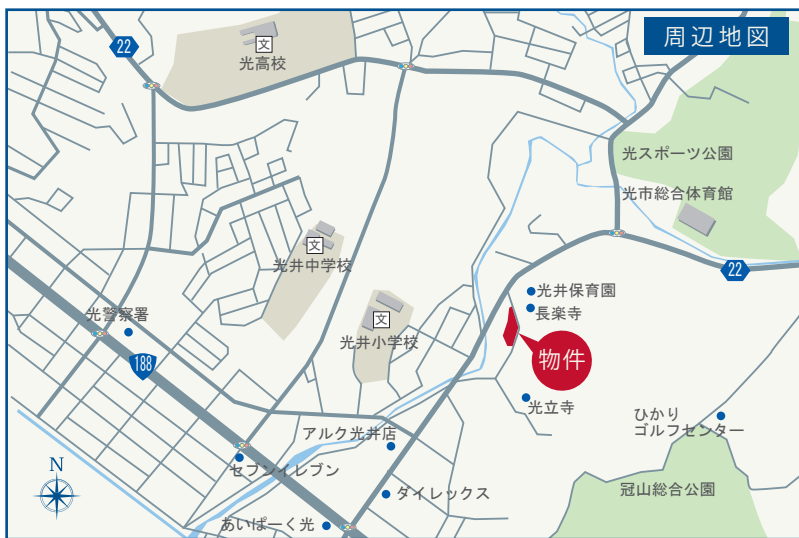 周辺地図
22
文
光高校
光スポーツ公園
光市総合体育館
文
光井中学校
22
光井保育園
長楽寺
光警察署
文
光井小学校
物件
188
光立寺
ひかり
ゴルフセンター
アルク光井店
セブンイレブン
N
ダイレックス
冠山総合公園
あいぱーく光